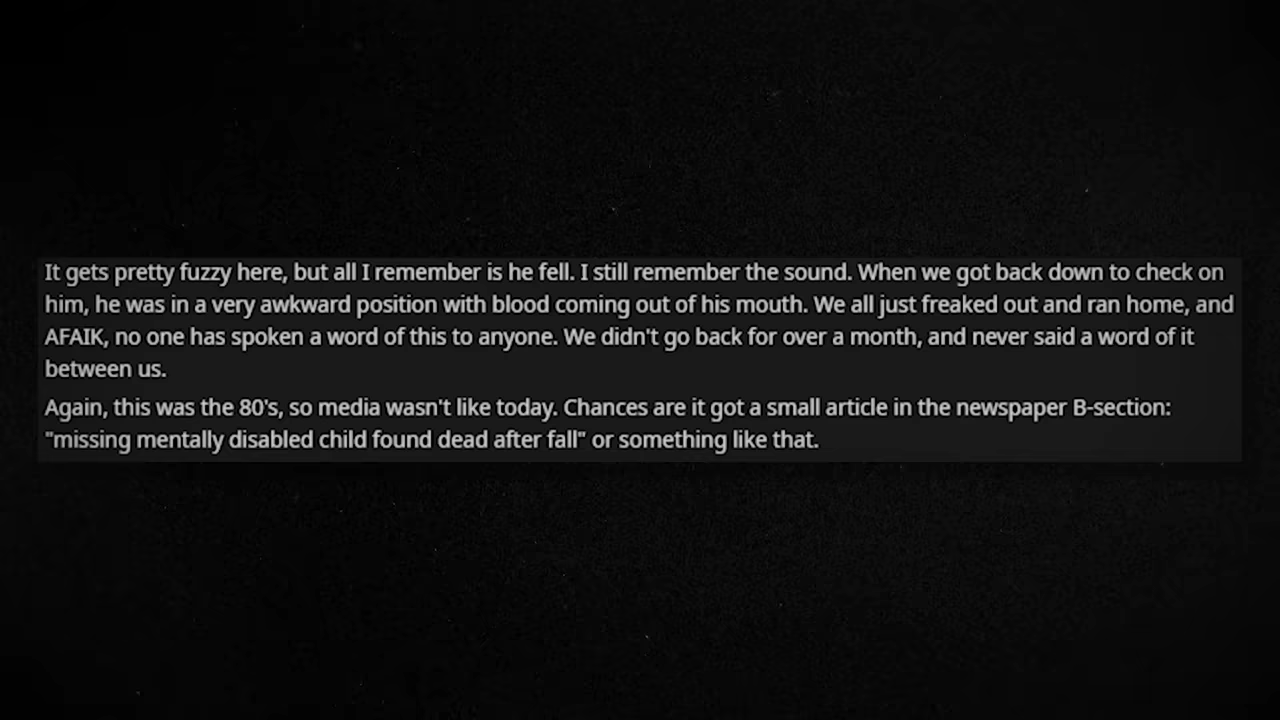 It gets pretty fuzzy here, but all I remember is he fell. I still remember the sound. When we got back down to check on
him, he was in a very awkward position with blood coming out of his mouth. We all just freaked out and ran home, and
AFAIK, no one has spoken a word of this to anyone. We didn't go back for over a month, and never said a word of it
between us.
Again, this was the 80's, so media wasn't like today. Chances are it got a small article in the newspaper B-section:
"missing mentally disabled child found dead after fall" or something like that.